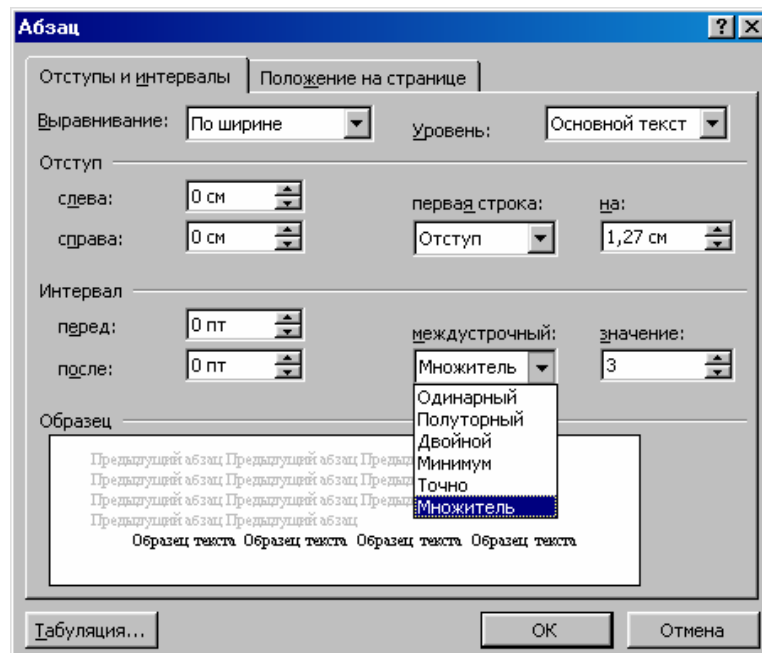 Абзац
Отступы и интервалы Положение на странице
Выравнивание: По ширине Уровень: Основной текст
Отступ
слева: 0 см первая строка: на:
справа: 0 см Отступ 1,27 см
Интервал
перед: 0 пт междустрочный: значение:
после: 0 пт Множитель 3
Одинарный
Полуторный
Двойной
Минимум
Точно
Множитель
Образец
Предыдущий абзац Предыдущий абзац
Предыдущий абзац Предыдущий абзац
Предыдущий абзац Предыдущий абзац
Предыдущий абзац Предыдущий абзац
Образец текста Образец текста Образец текста Образец текста
Табуляция... ОК Отмена